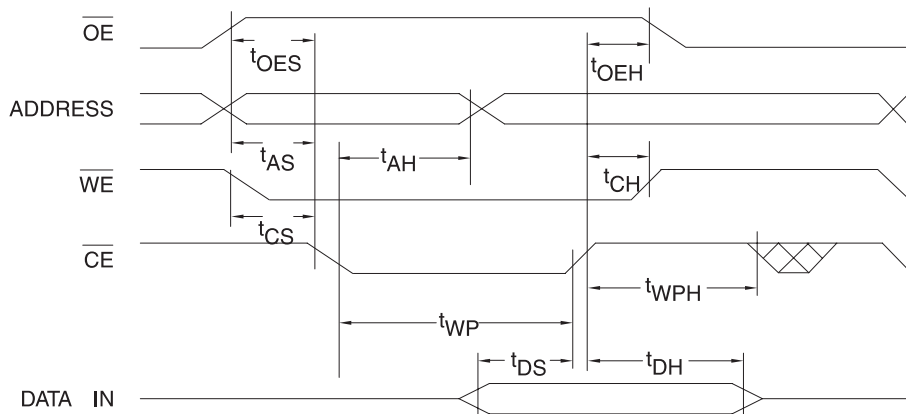 OE
tOES
tOEH
ADDRESS
tAS
tAH
WE
tCH
tCS
CE
tWPH
tWP
tDS
tDH
DATA IN